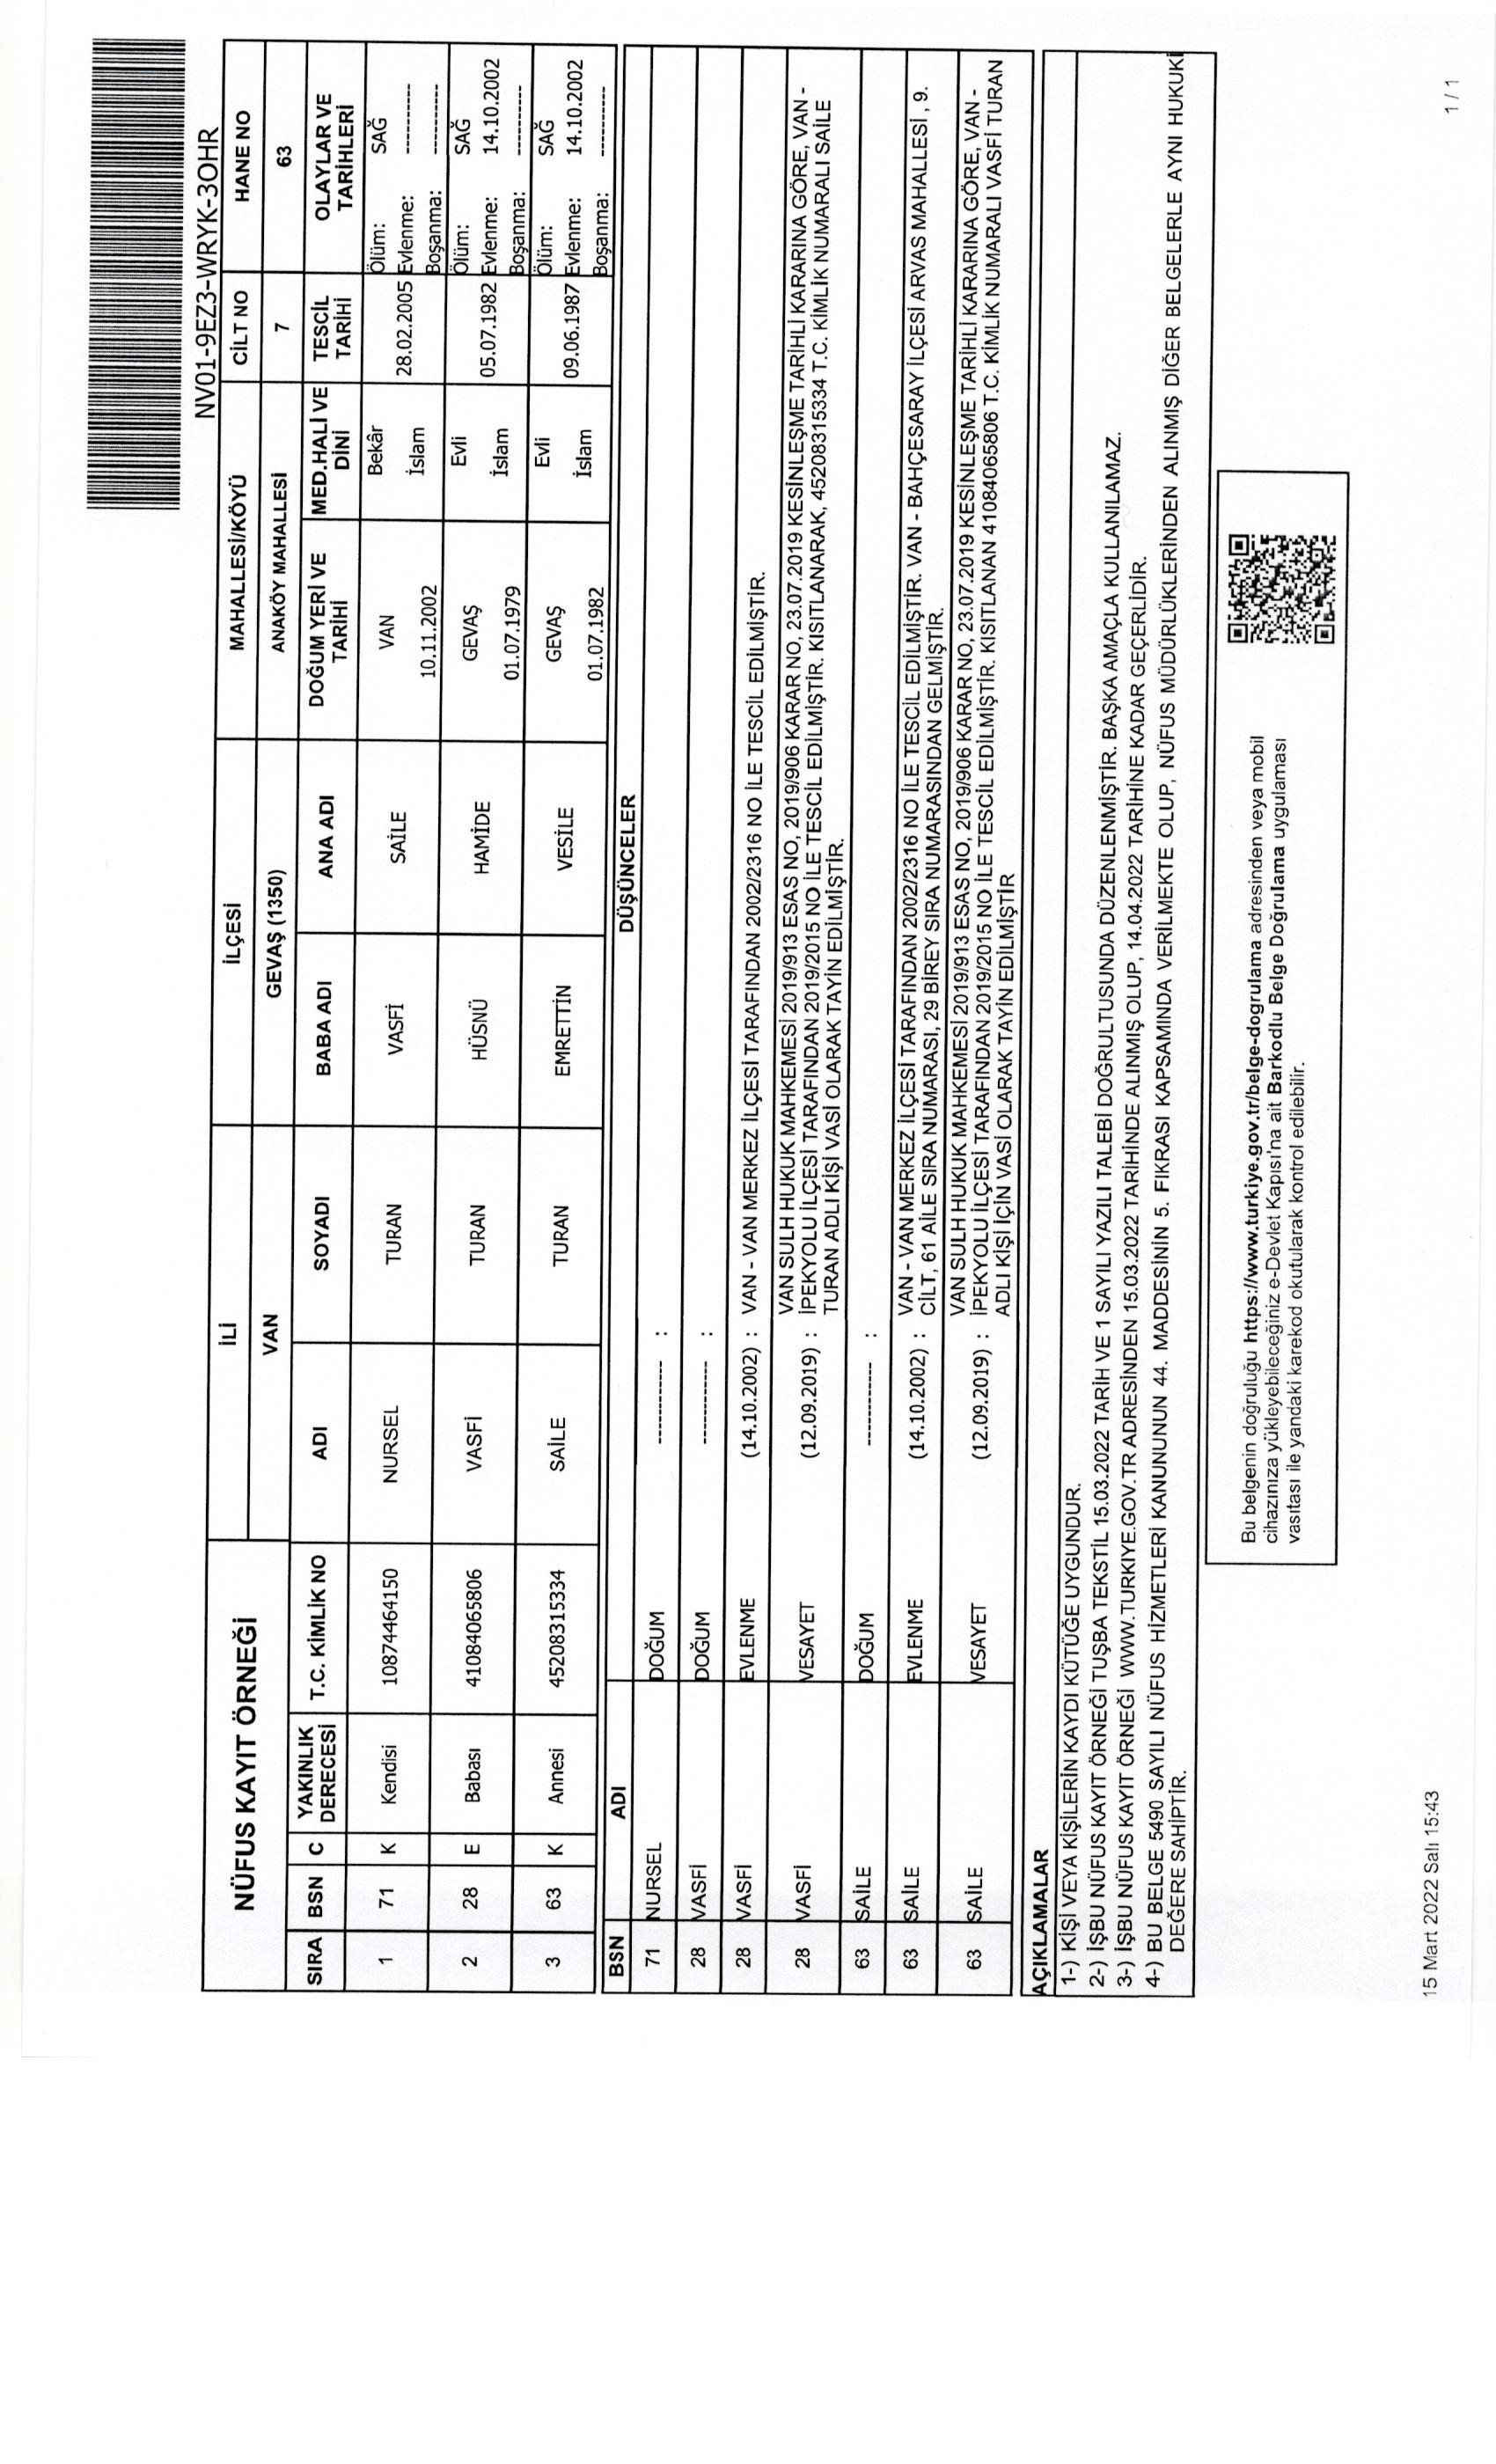 NV01-9EZ3-WRYK-3OHR
NÜFUS KAYIT ÖRNEĞİ
İLİ İLÇESİ MAHALLESİ/KÖYÜ CİLT NO HANE NO
VAN GEVAŞ (1350) ANAKÖY MAHALLESİ 7 63
SIRA BSN C YAKINLIK DERECESİ T.C. KİMLİK NO ADI SOYADI BABA ADI ANA ADI DOĞUM YERİ VE TARİHİ MED.HALİ VE DİNİ TESCİL TARİHİ OLAYLAR VE TARİHLERİ
1 71 K Kendisi 10874464150 NURSEL TURAN VASFİ SAİLE VAN 10.11.2002 Bekâr İslam 28.02.2005 Ölüm: SAĞ Evlenme: ---------- Boşanma: ----------
2 28 E Babası 41084065806 VASFİ TURAN HÜSNÜ HAMİDE GEVAŞ 01.07.1979 Evli İslam 05.07.1982 Ölüm: SAĞ Evlenme: 14.10.2002 Boşanma: ----------
3 63 K Annesi 45208315334 SAİLE TURAN EMRETTİN VESİLE GEVAŞ 01.07.1982 Evli İslam 09.06.1987 Ölüm: SAĞ Evlenme: 14.10.2002 Boşanma: ----------
BSN ADI DÜŞÜNCELER
71 NURSEL DOĞUM ----------- :
28 VASFİ DOĞUM ----------- :
28 VASFİ EVLENME (14.10.2002) : VAN - VAN MERKEZ İLÇESİ TARAFINDAN 2002/2316 NO İLE TESCİL EDİLMİŞTİR.
28 VASFİ VESAYET (12.09.2019) : VAN SULH HUKUK MAHKEMESİ 2019/913 ESAS NO, 2019/906 KARAR NO, 23.07.2019 KESİNLEŞME TARİHLİ KARARINA GÖRE, VAN -
İPEKYOLU İLÇESİ TARAFINDAN 2019/2015 NO İLE TESCİL EDİLMİŞTİR. KISITLANARAK, 45208315334 T.C. KİMLİK NUMARALI SAİLE
TURAN ADLI KİŞİ VASİ OLARAK TAYİN EDİLMİŞTİR.
63 SAİLE DOĞUM ----------- :
63 SAİLE EVLENME (14.10.2002) : VAN - VAN MERKEZ İLÇESİ TARAFINDAN 2002/2316 NO İLE TESCİL EDİLMİŞTİR. VAN - BAHÇESARAY İLÇESİ ARVAS MAHALLESİ , 9.
CİLT, 61 AİLE SIRA NUMARASI, 29 BİREY SIRA NUMARASINDAN GELMİŞTİR.
63 SAİLE VESAYET (12.09.2019) : VAN SULH HUKUK MAHKEMESİ 2019/913 ESAS NO, 2019/906 KARAR NO, 23.07.2019 KESİNLEŞME TARİHLİ KARARINA GÖRE, VAN -
İPEKYOLU İLÇESİ TARAFINDAN 2019/2015 NO İLE TESCİL EDİLMİŞTİR. KISITLANAN 41084065806 T.C. KİMLİK NUMARALI VASFİ TURAN
ADLI KİŞİ İÇİN VASİ OLARAK TAYİN EDİLMİŞTİR
AÇIKLAMALAR
1-) KİŞİ VEYA KİŞİLERİN KAYDI KÜTÜĞE UYGUNDUR.
2-) İŞBU NÜFUS KAYIT ÖRNEĞİ TUŞBA TEKSTİL 15.03.2022 TARİH VE 1 SAYILI YAZILI TALEBİ DOĞRULTUSUNDA DÜZENLENMİŞTİR. BAŞKA AMAÇLA KULLANILAMAZ.
3-) İŞBU NÜFUS KAYIT ÖRNEĞİ WWW.TURKIYE.GOV.TR ADRESİNDEN 15.03.2022 TARİHİNDE ALINMIŞ OLUP, 14.04.2022 TARİHİNE KADAR GEÇERLİDİR.
4-) BU BELGE 5490 SAYILI NÜFUS HİZMETLERİ KANUNUNUN 44. MADDESİNİN 5. FIKRASI KAPSAMINDA VERİLMEKTE OLUP, NÜFUS MÜDÜRLÜKLERİNDEN ALINMIŞ DİĞER BELGELERLE AYNI HUKUKİ
DEĞERE SAHİPTİR.
Bu belgenin doğruluğu https://www.turkiye.gov.tr/belge-dogrulama adresinden veya mobil
cihazınıza yükleyebileceğiniz e-Devlet Kapısı'na ait Barkodlu Belge Doğrulama uygulaması
vasıtası ile yandaki karekod okutularak kontrol edilebilir.
15 Mart 2022 Salı 15:43
1 / 1